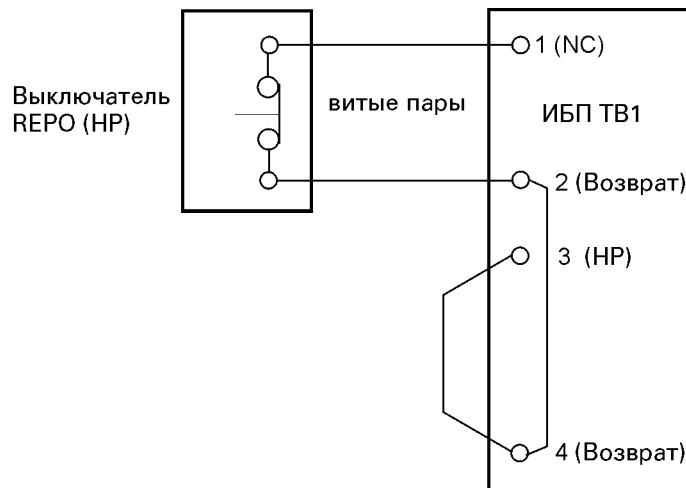 1 (NC)
Выключатель
REPO (НР)
витые пары
ИБП ТВ1
2 (Возврат)
3 (НР)
4 (Возврат)